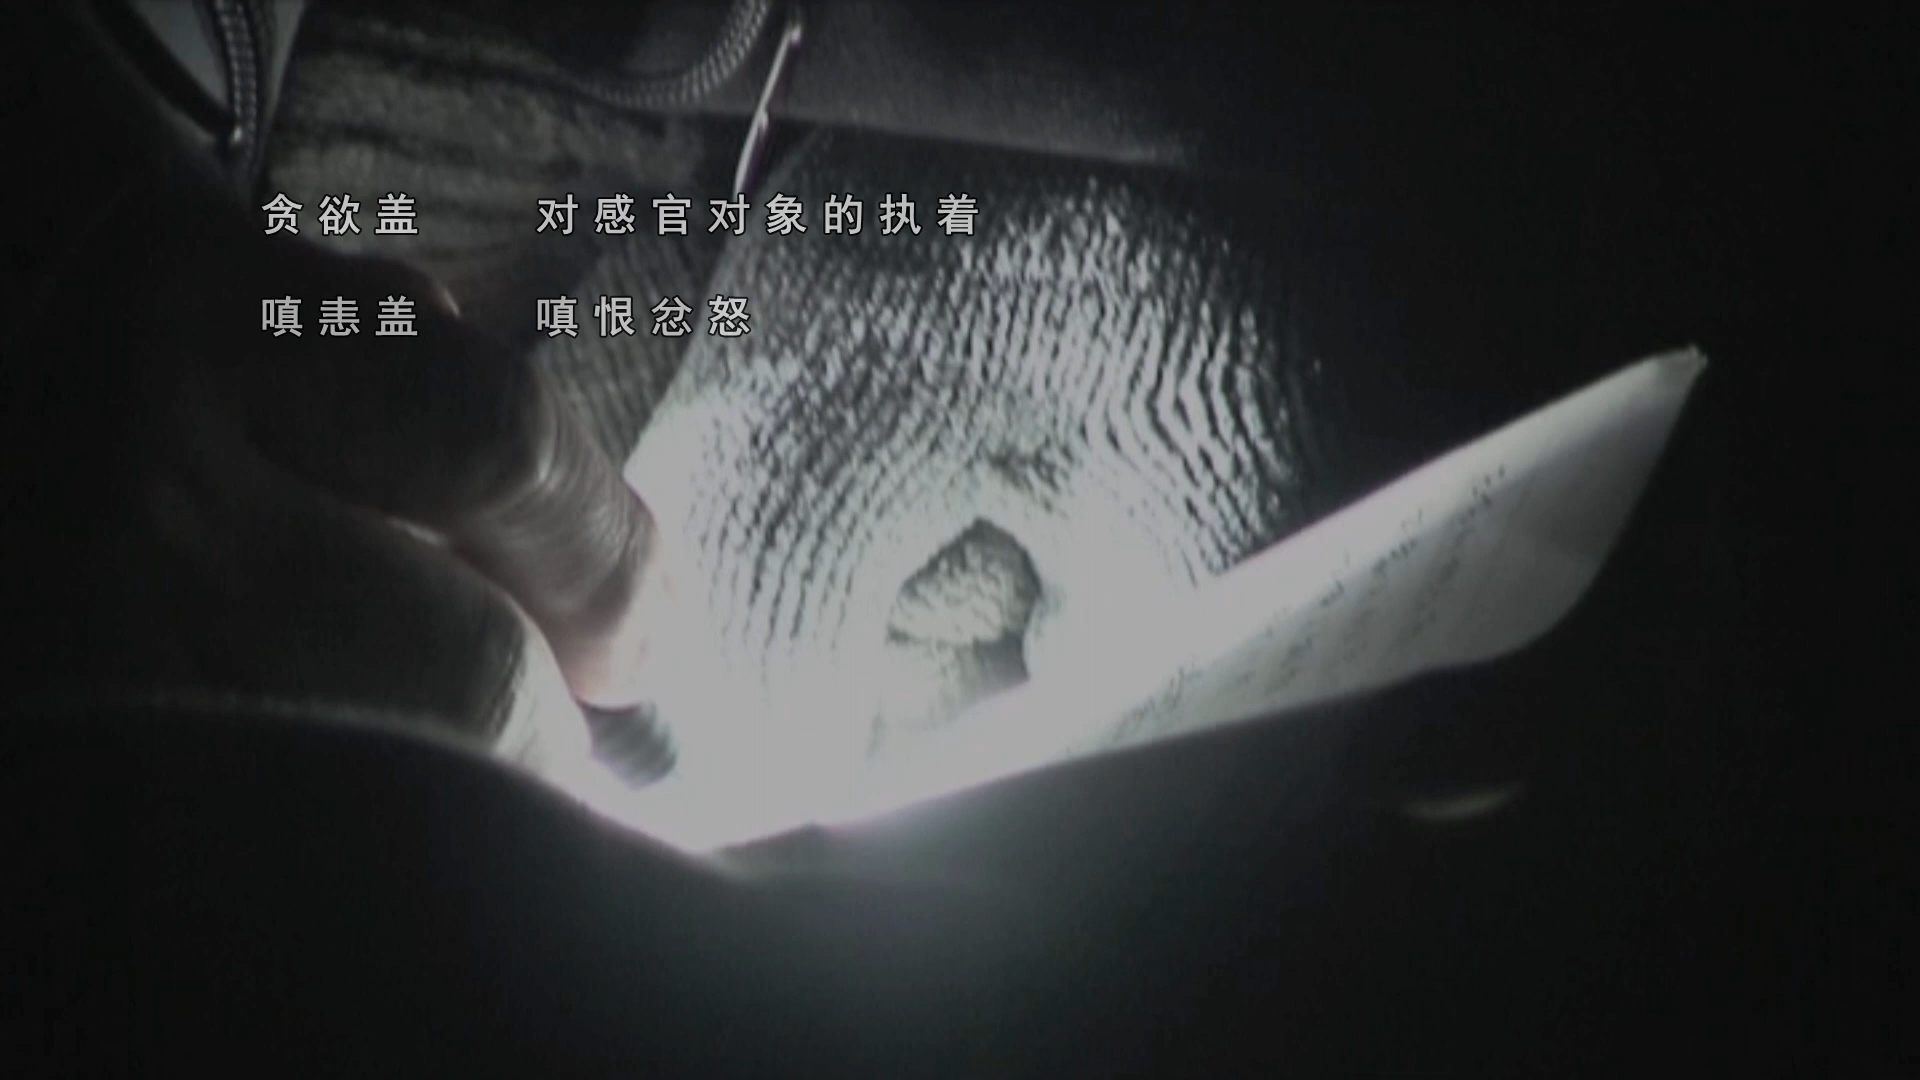 贪欲盖 对感官对象的执着
嗔恚盖 嗔恨忿怒